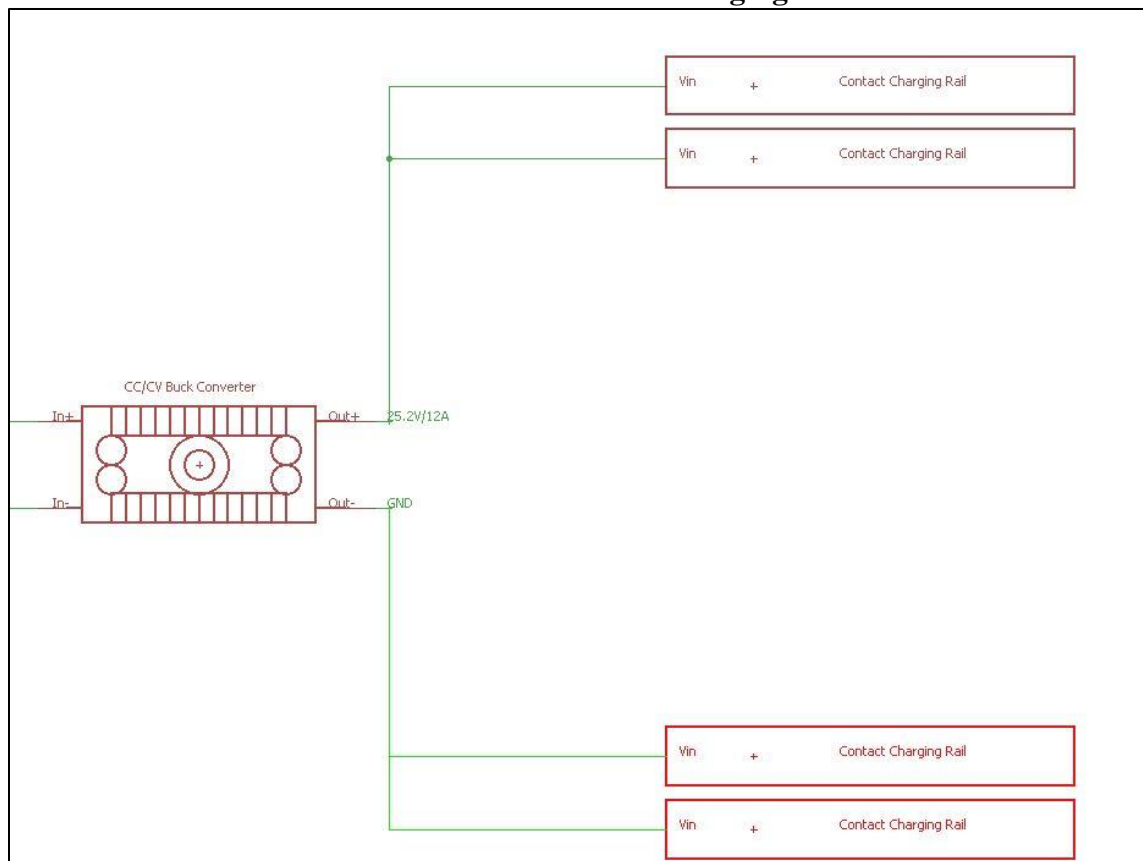 ging
Vin + Contact Charging Rail
Vin + Contact Charging Rail
CC/CV Buck Converter
In+ Out+ 25.2V/12A
+
In- Out- GND
Vin + Contact Charging Rail
Vin + Contact Charging Rail